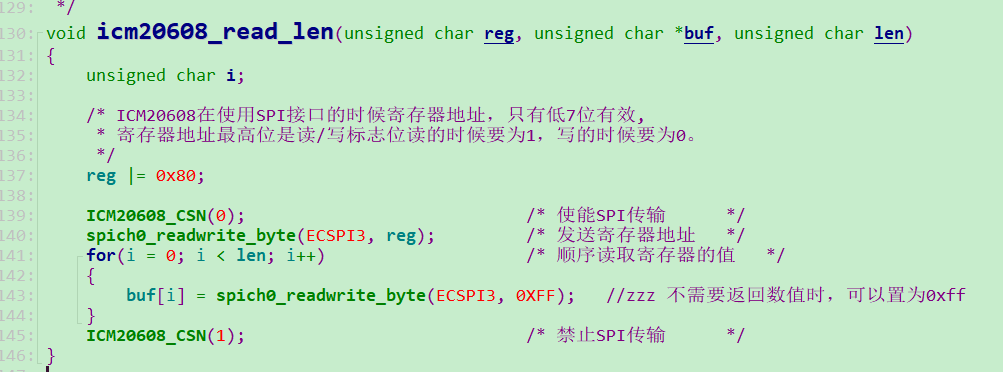 129: */
130: void icm20608_read_len(unsigned char reg, unsigned char *buf, unsigned char len)
131: {
132: unsigned char i;
133:
134: /* ICM20608在使用SPI接口的时候寄存器地址，只有低7位有效,
135: * 寄存器地址最高位是读/写标志位读的时候要为1，写的时候要为0。
136: */
137: reg |= 0x80;
138:
139: ICM20608_CSN(0); /* 使能SPI传输 */
140: spich0_readwrite_byte(ECSPI3, reg); /* 发送寄存器地址 */
141: for(i = 0; i < len; i++) /* 顺序读取寄存器的值 */
142: {
143: buf[i] = spich0_readwrite_byte(ECSPI3, 0XFF); //zzz 不需要返回数值时，可以置为0xff
144: }
145: ICM20608_CSN(1); /* 禁止SPI传输 */
146: }